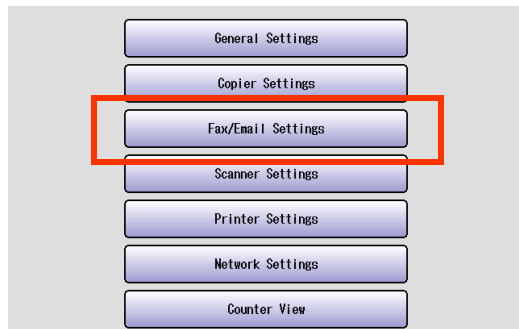 General Settings
Copier Settings
Fax/Email Settings
Scanner Settings
Printer Settings
Network Settings
Counter View